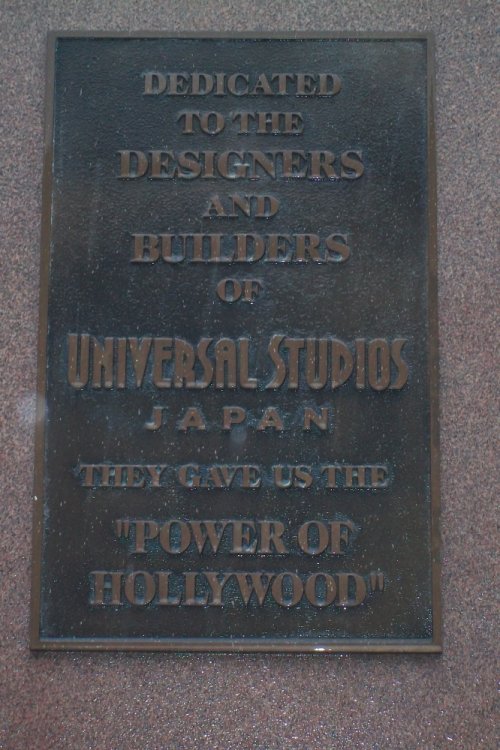 DEDICATED
TO THE
DESIGNERS
AND
BUILDERS
OF
UNIVERSAL STUDIOS
JAPAN
THEY GAVE US THE
"POWER OF
HOLLYWOOD"